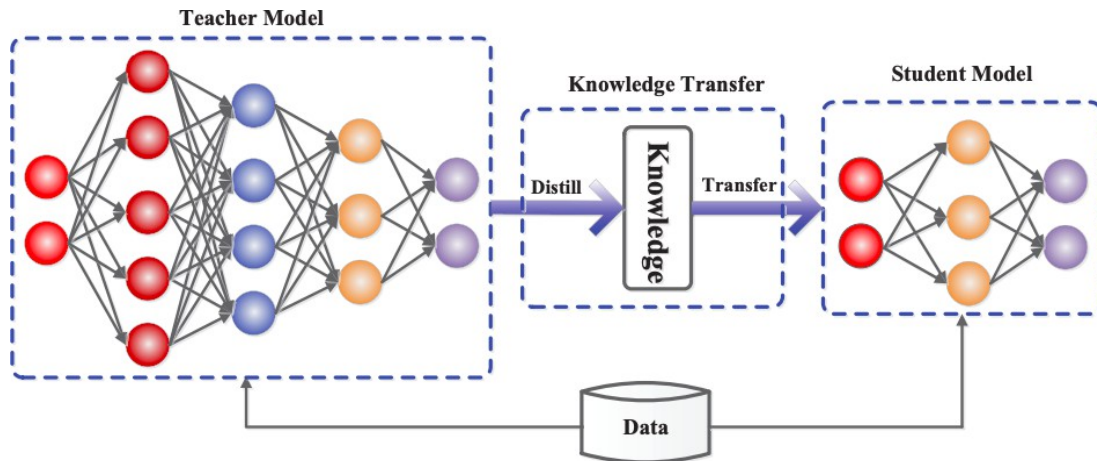 Teacher Model
Knowledge Transfer
Student Model
Distill
Knowledge
Transfer
Data